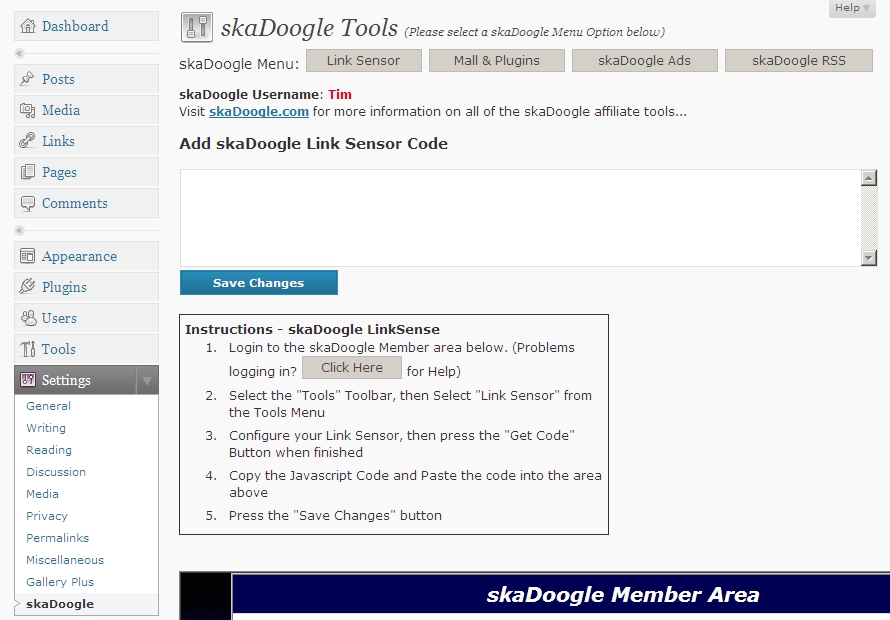 Help
Dashboard
Posts
Media
Links
Pages
Comments
Appearance
Plugins
Users
Tools
Settings
General
Writing
Reading
Discussion
Media
Privacy
Permalinks
Miscellaneous
Gallery Plus
skaDoogle
skaDoogle Tools (Please select a skaDoogle Menu Option below)
skaDoogle Menu: Link Sensor Mall & Plugins skaDoogle Ads skaDoogle RSS
skaDoogle Username: Tim
Visit skaDoogle.com for more information on all of the skaDoogle affiliate tools...
Add skaDoogle Link Sensor Code
Save Changes
Instructions - skaDoogle LinkSense
1. Login to the skaDoogle Member area below. (Problems
logging in? Click Here for Help)
2. Select the "Tools" Toolbar, then Select "Link Sensor" from
the Tools Menu
3. Configure your Link Sensor, then press the "Get Code"
Button when finished
4. Copy the Javascript Code and Paste the code into the area
above
5. Press the "Save Changes" button
skaDoogle Member Area